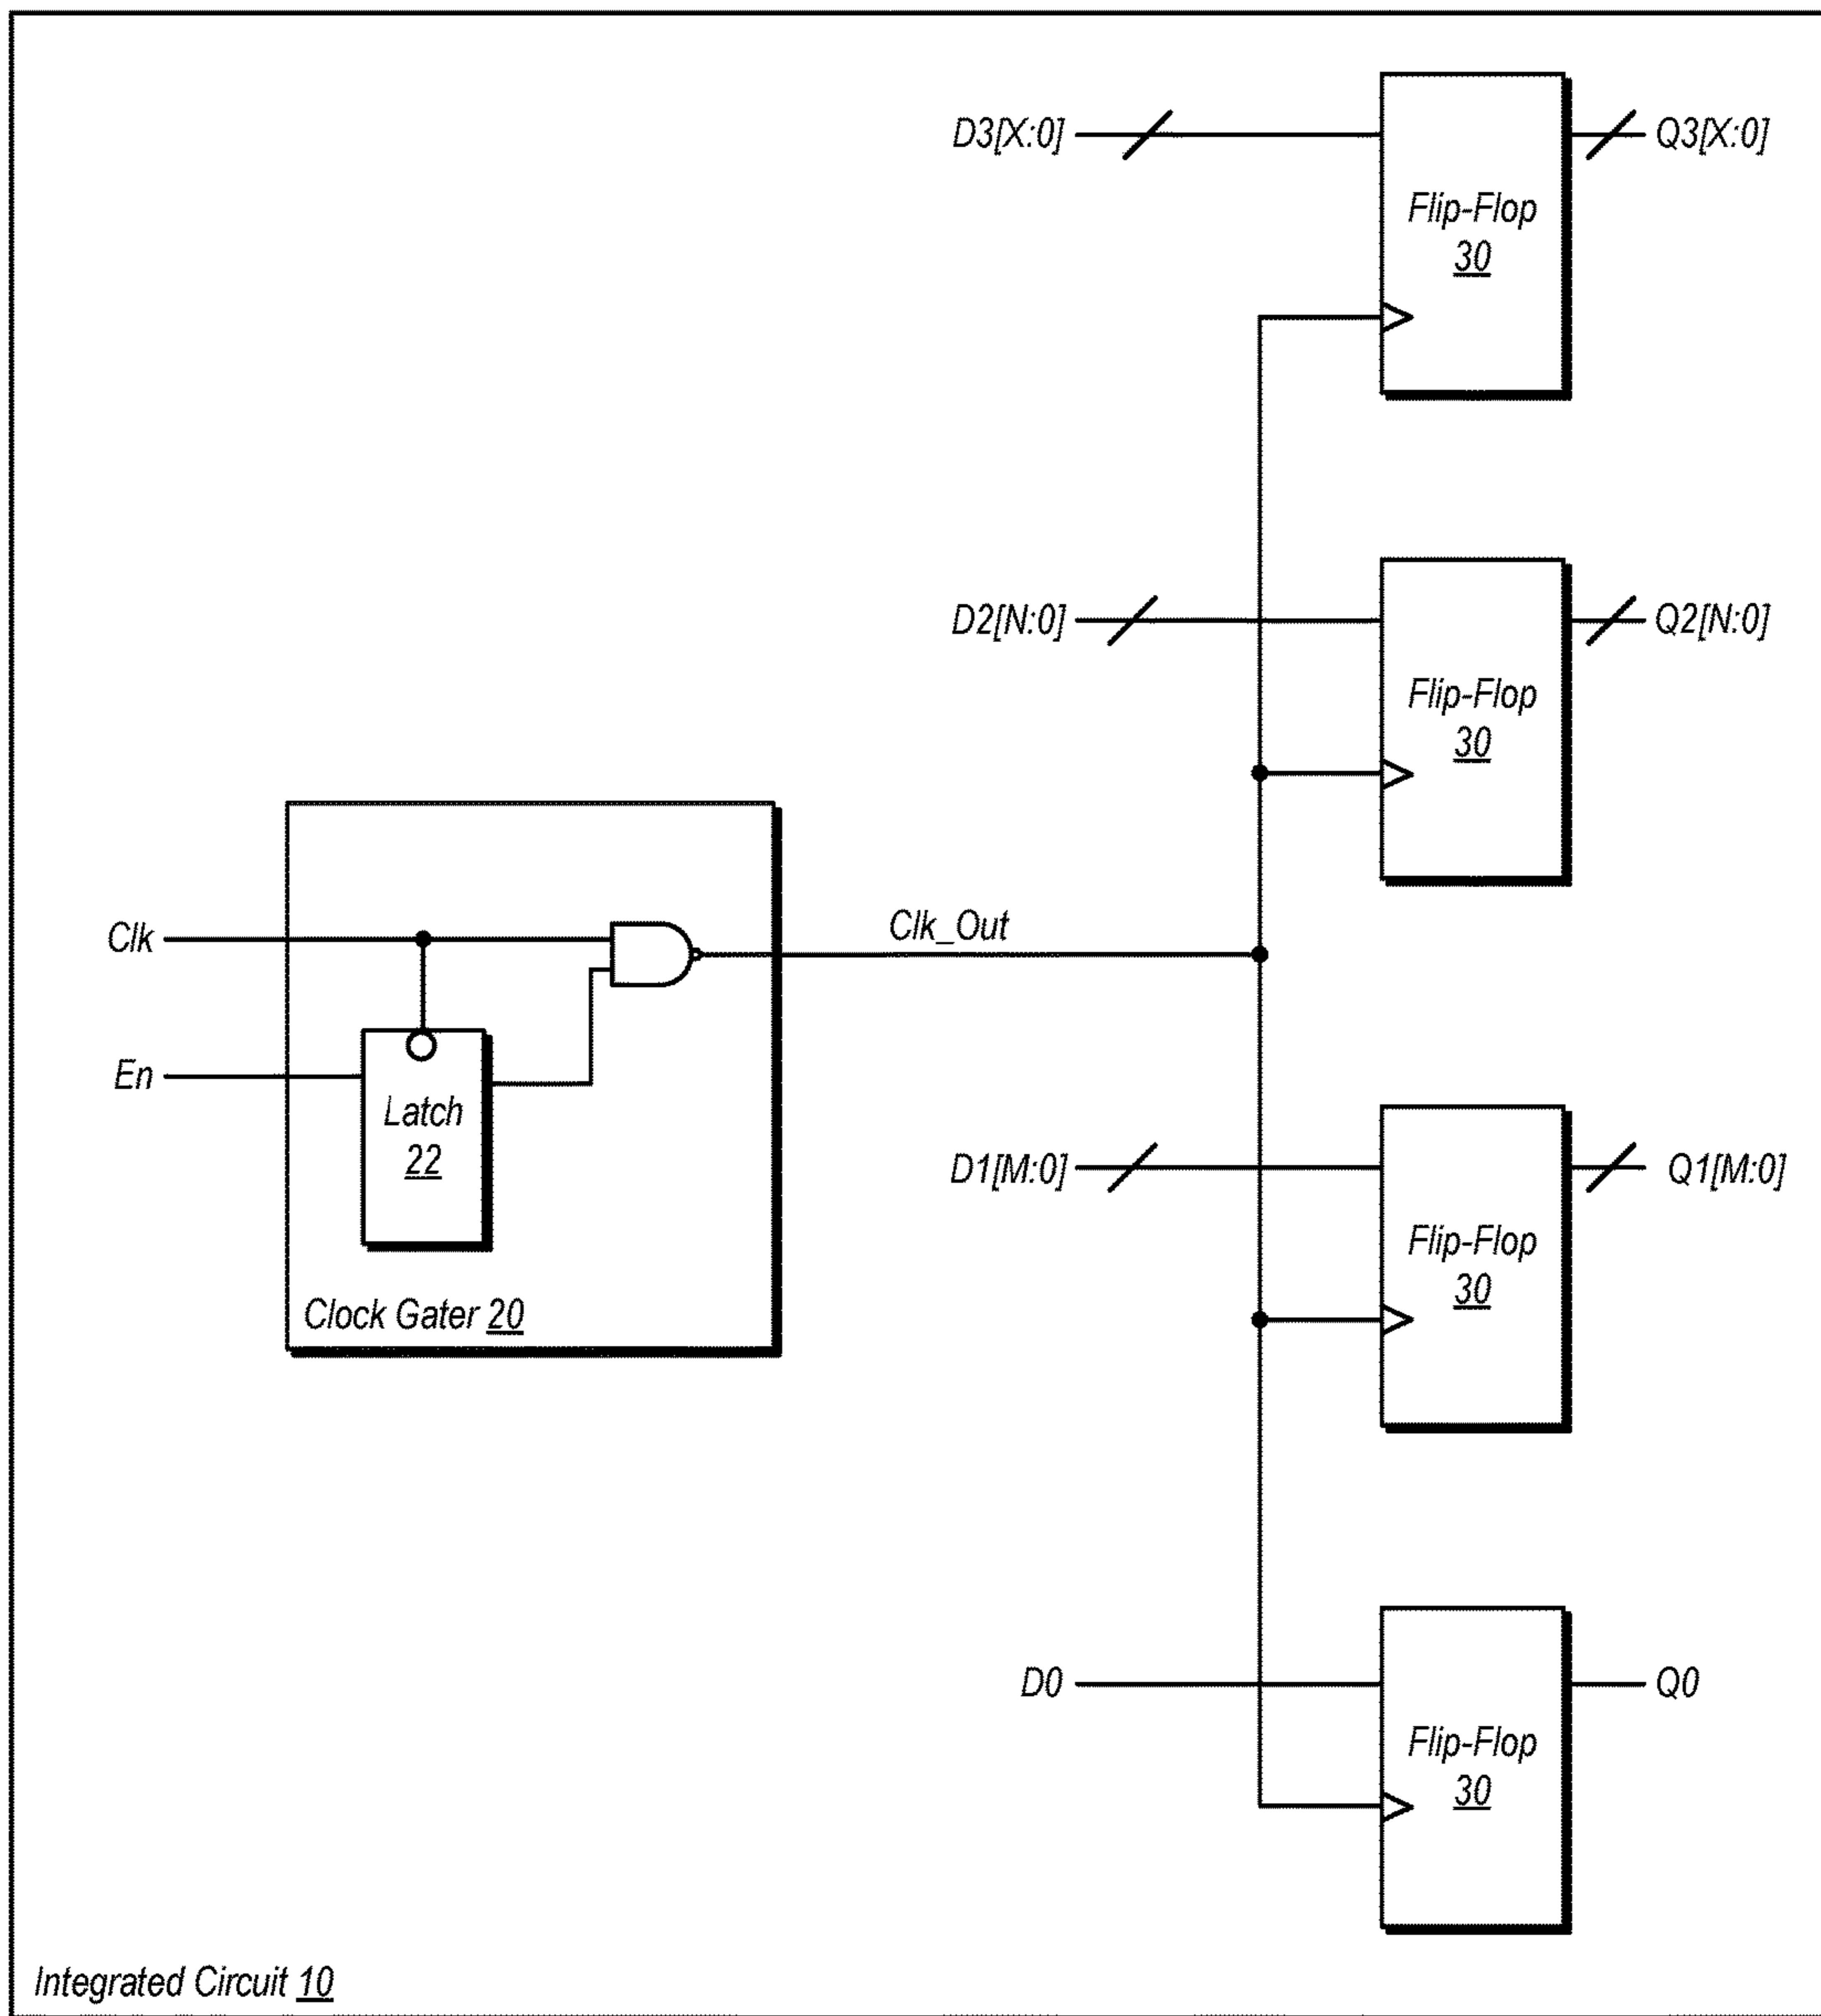 D3[X:0]
Q3[X:0]
Flip-Flop
30
D2[N:0]
Q2[N:0]
Flip-Flop
30
Clk
Clk_Out
En
Latch
22
Clock Gater 20
D1[M:0]
Q1[M:0]
Flip-Flop
30
D0
Q0
Flip-Flop
30
Integrated Circuit 10